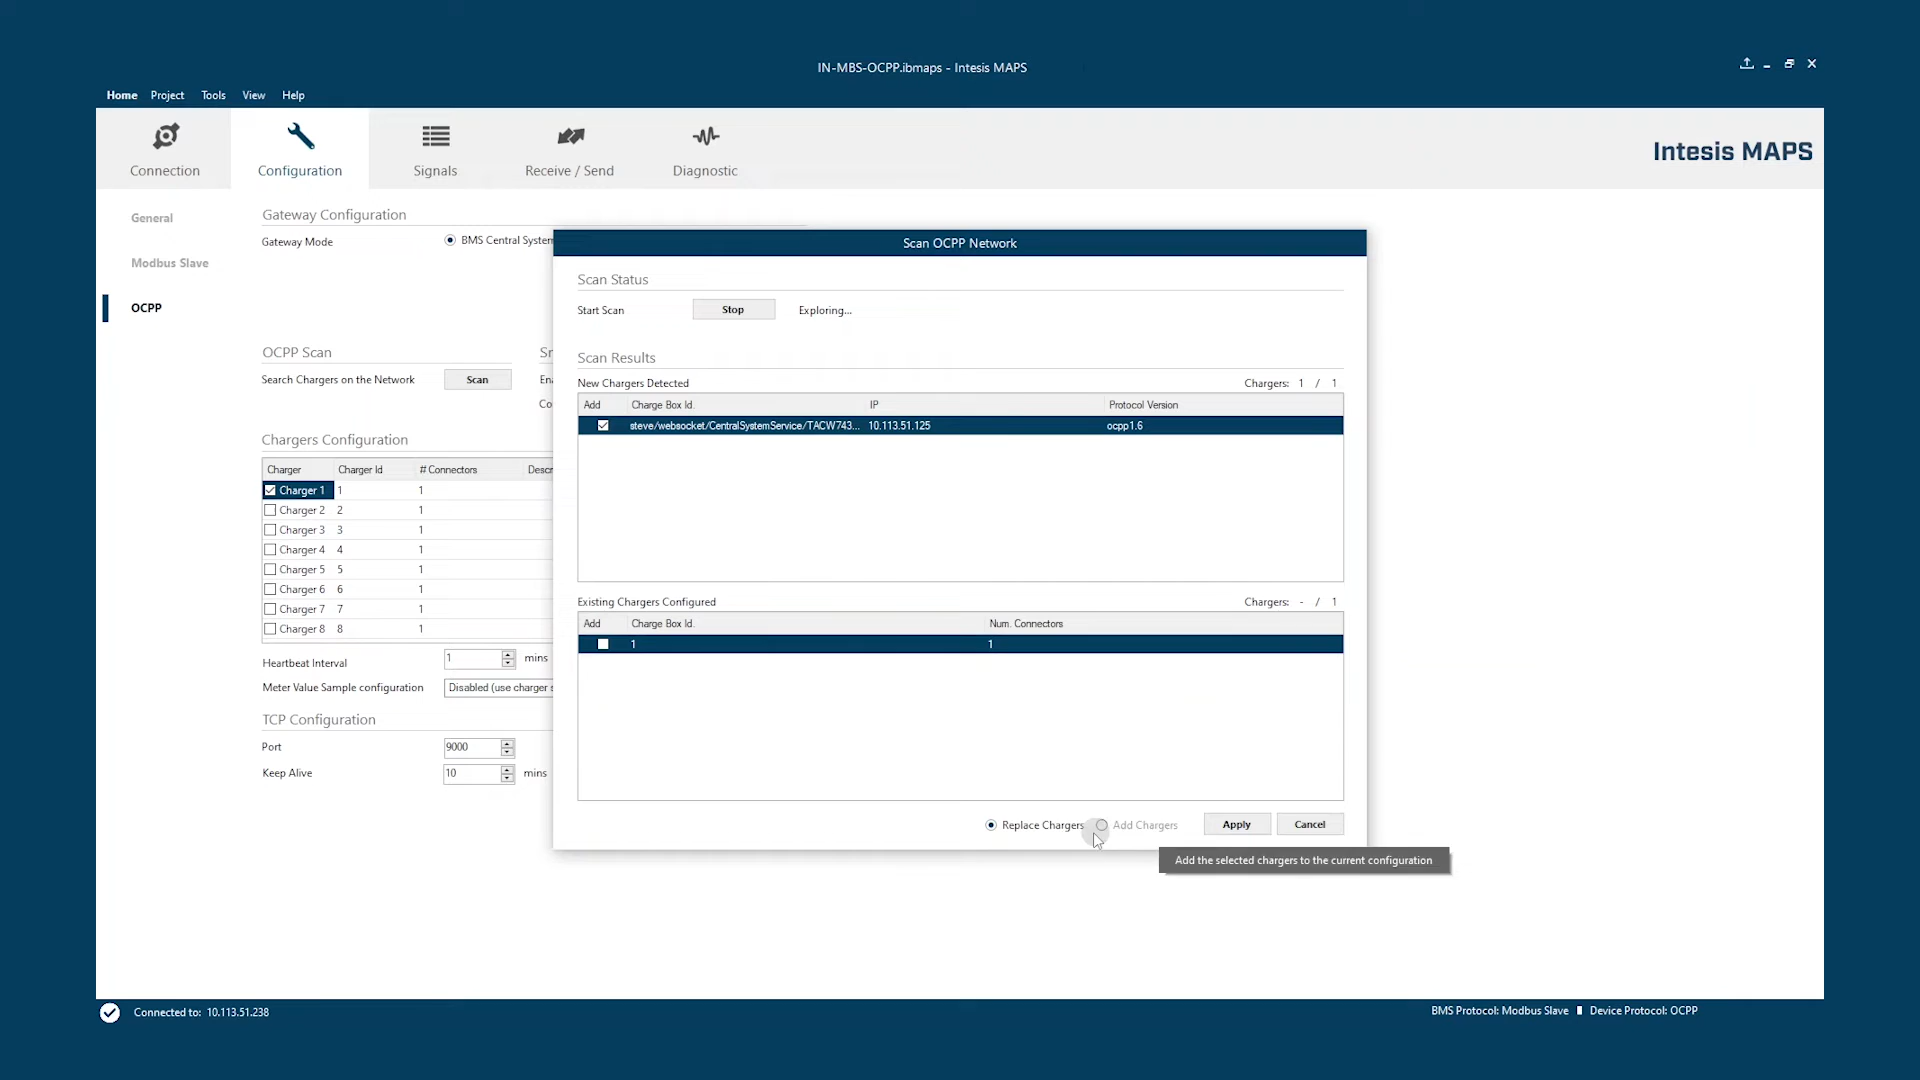 IN-MBS-OCPP.ibmaps - Intesis MAPS
Home Project Tools View Help
Connection
Configuration
Signals
Receive / Send
Diagnostic
Intesis MAPS
General
Modbus Slave
OCPP
Gateway Configuration
Gateway Mode
BMS Central System
OCPP Scan
Search Chargers on the Network
Scan
Chargers Configuration
Charger Charger Id # Connectors Descr
Charger 1 1 1
Charger 2 2 1
Charger 3 3 1
Charger 4 4 1
Charger 5 5 1
Charger 6 6 1
Charger 7 7 1
Charger 8 8 1
Heartbeat Interval 1 mins
Meter Value Sample configuration Disabled (use charger s
TCP Configuration
Port 9000
Keep Alive 10 mins
Scan OCPP Network
Scan Status
Start Scan Stop Exploring...
Scan Results
New Chargers Detected Chargers: 1 / 1
Add Charge Box Id. IP Protocol Version
steve/websocket/CentralSystemService/TACW743... 10.113.51.125 ocpp1.6
Existing Chargers Configured Chargers: - / 1
Add Charge Box Id. Num. Connectors
1 1
Replace Chargers Add Chargers Apply Cancel
Add the selected chargers to the current configuration
Connected to: 10.113.51.238
BMS Protocol: Modbus Slave Device Protocol: OCPP